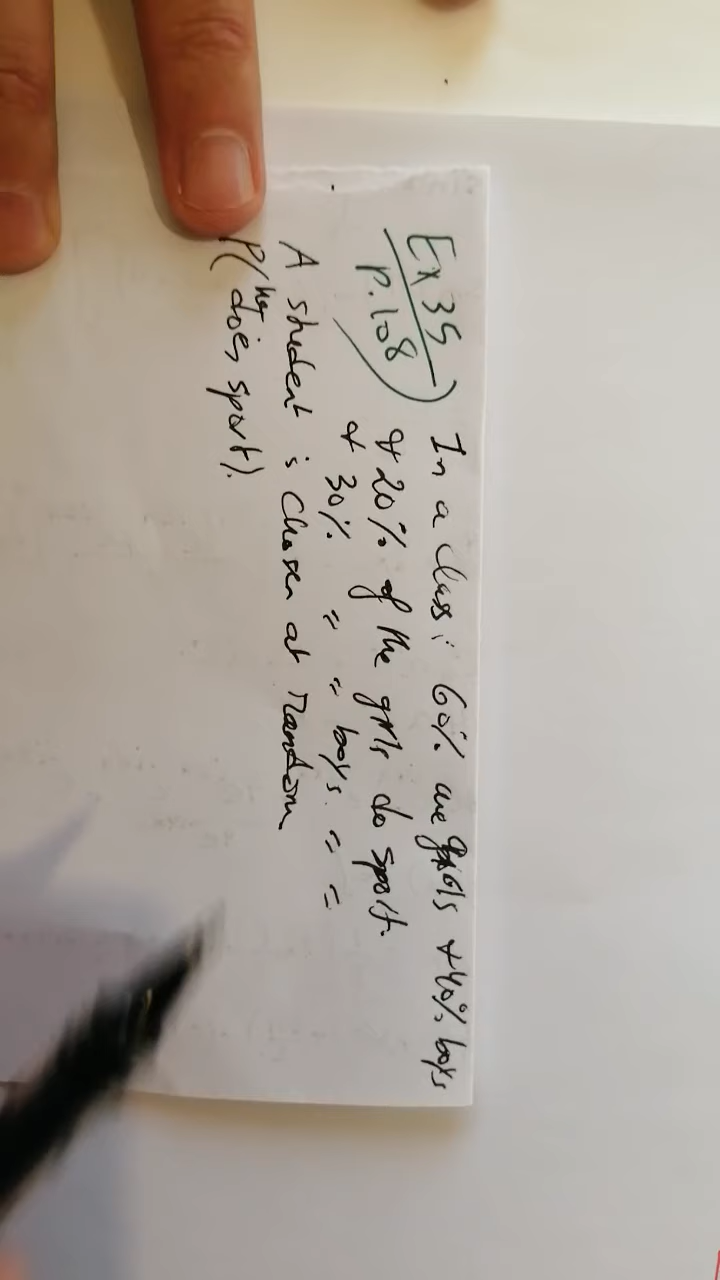 Ex 35
p.108) In a class: 60% are girls + 40% boys
+ 20% of the girls do sport.
+ 30% " " boys " "
A student is chosen at random
P(he does sport).